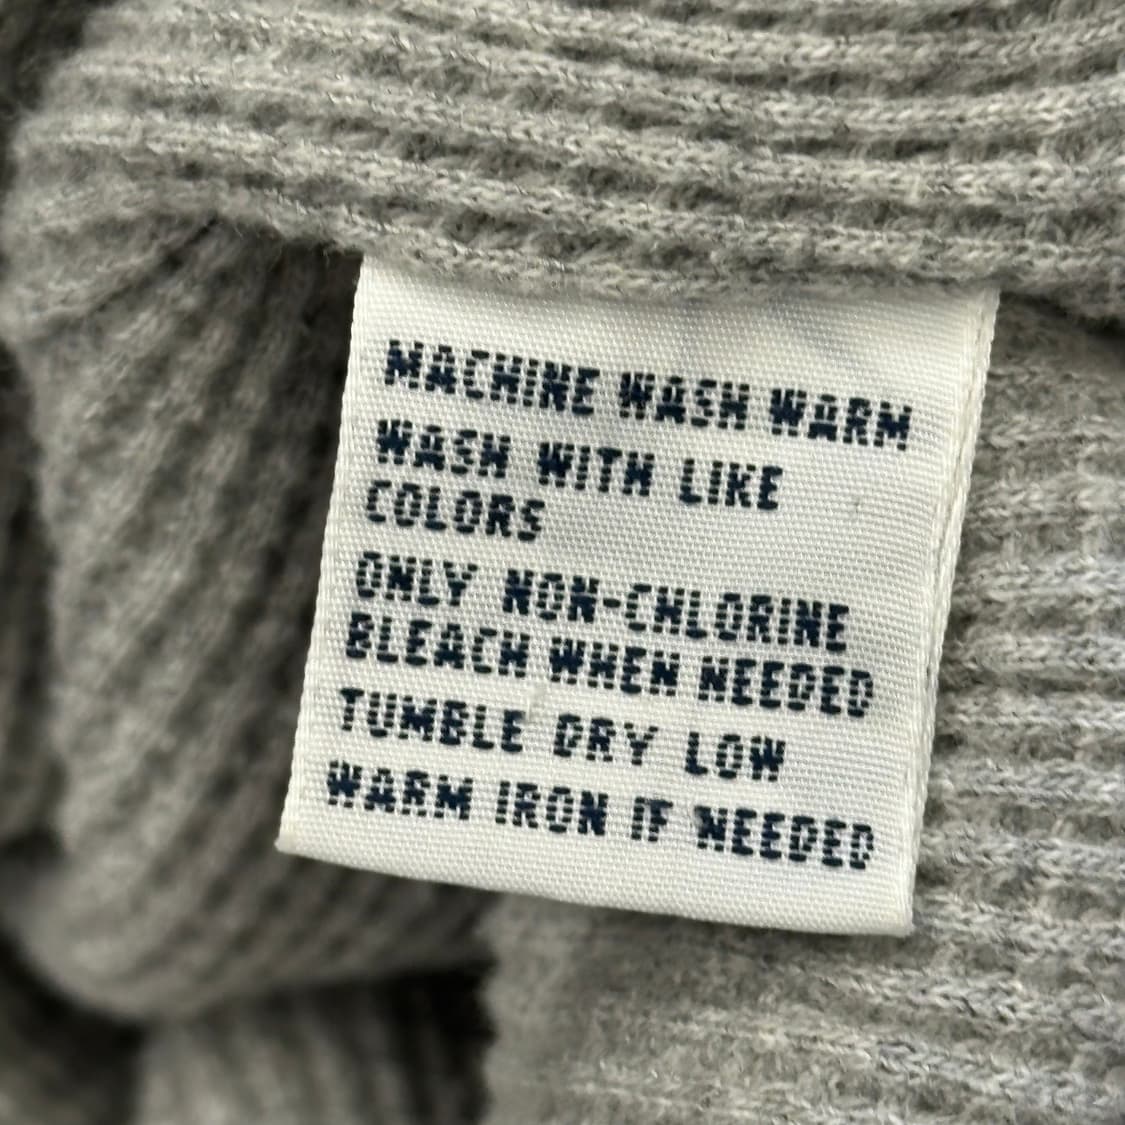 MACHINE WASH WARM
WASH WITH LIKE
COLORS
ONLY NON-CHLORINE
BLEACH WHEN NEEDED
TUMBLE DRY LOW
WARM IRON IF NEEDED